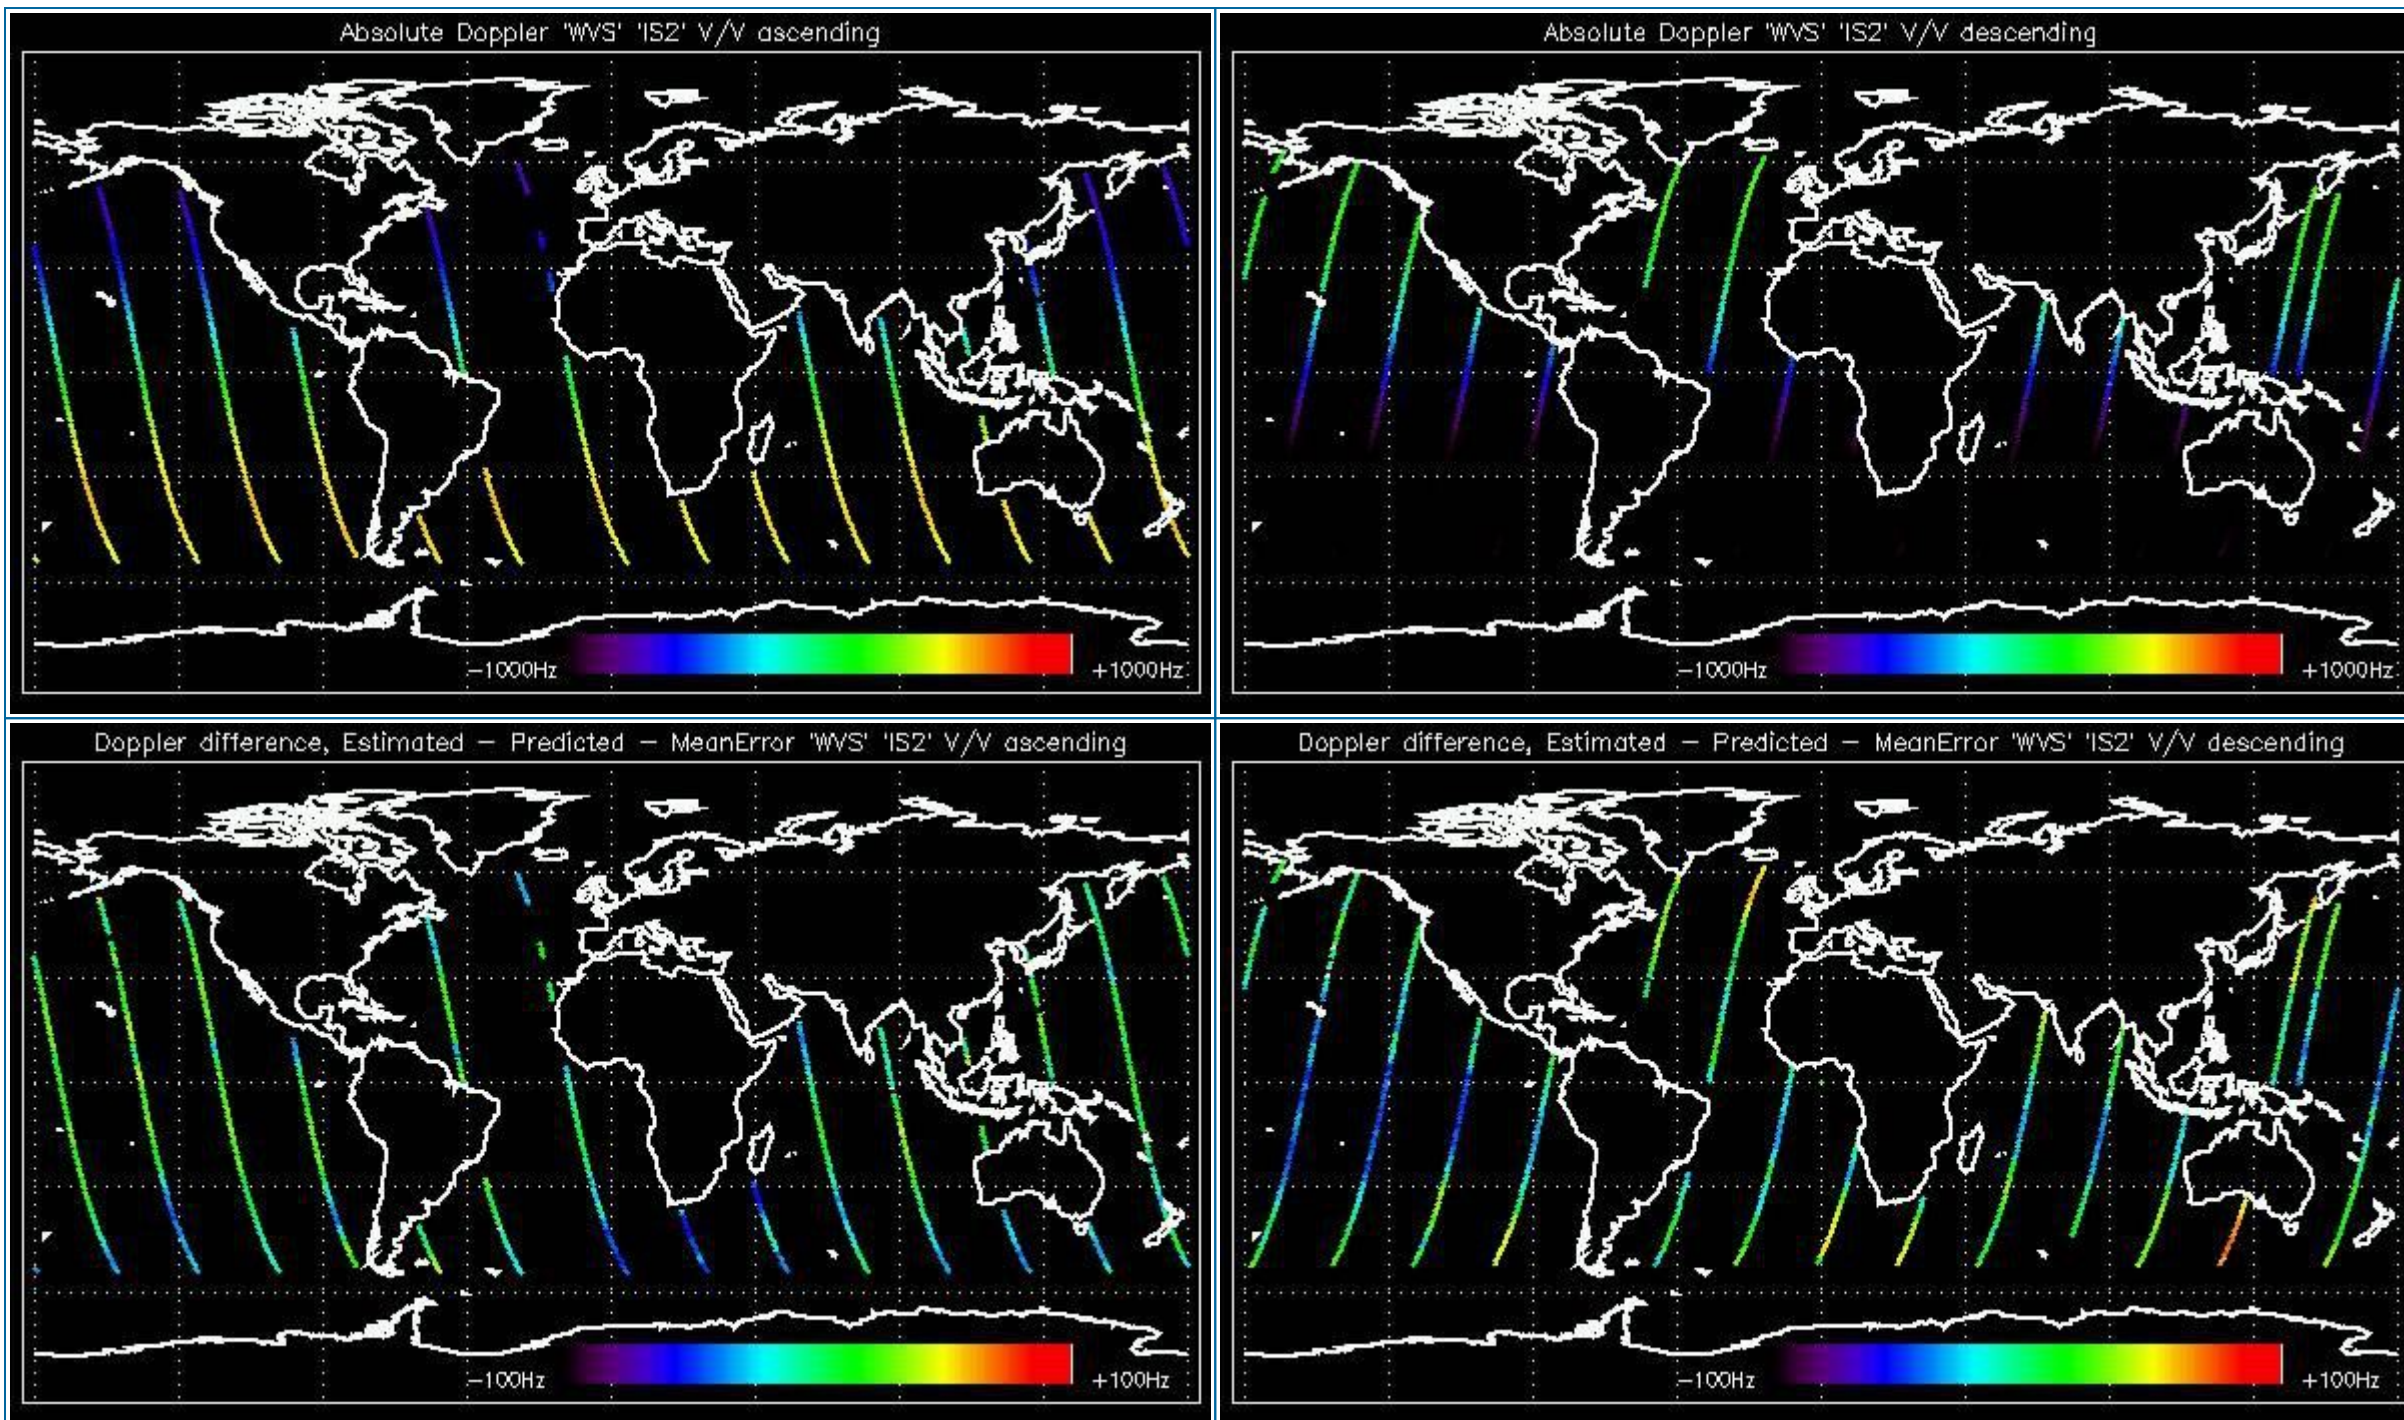 Absolute Doppler 'WVS' 'IS2' V/V ascending
−1000Hz +1000Hz
Absolute Doppler 'WVS' 'IS2' V/V descending
−1000Hz +1000Hz
Doppler difference, Estimated − Predicted − MeanError 'WVS' 'IS2' V/V ascending
−100Hz +100Hz
Doppler difference, Estimated − Predicted − MeanError 'WVS' 'IS2' V/V descending
−100Hz +100Hz